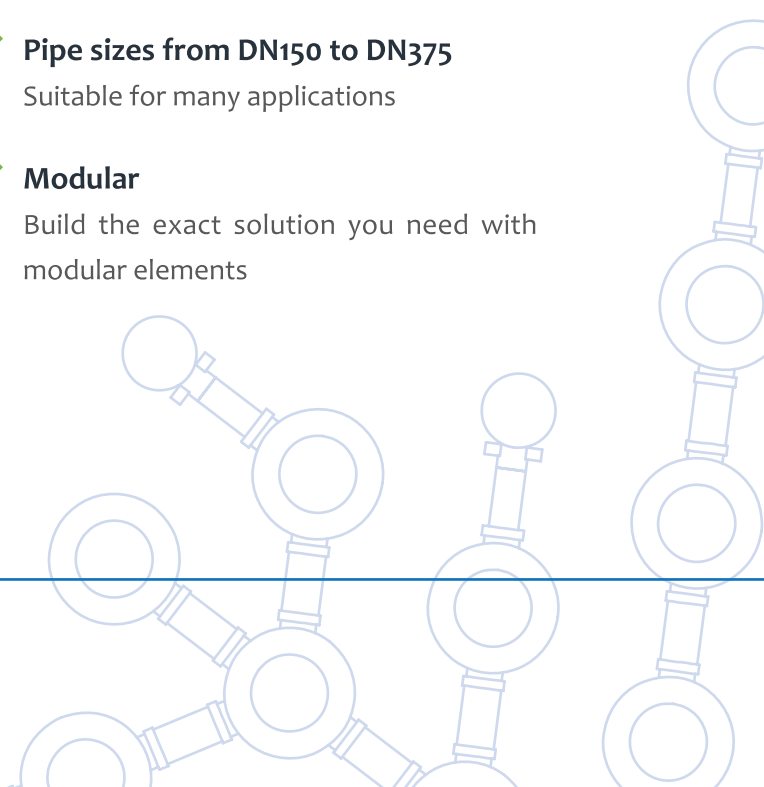 Pipe sizes from DN150 to DN375
Suitable for many applications
Modular
Build the exact solution you need with
modular elements